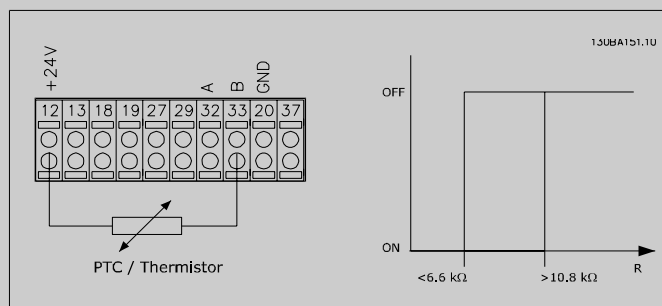 130BA151.10
+24V
A
B
GND
12 13 18 19 27 29 32 33 20 37
PTC / Thermistor
OFF
ON
R
<6.6 kΩ
>10.8 kΩ